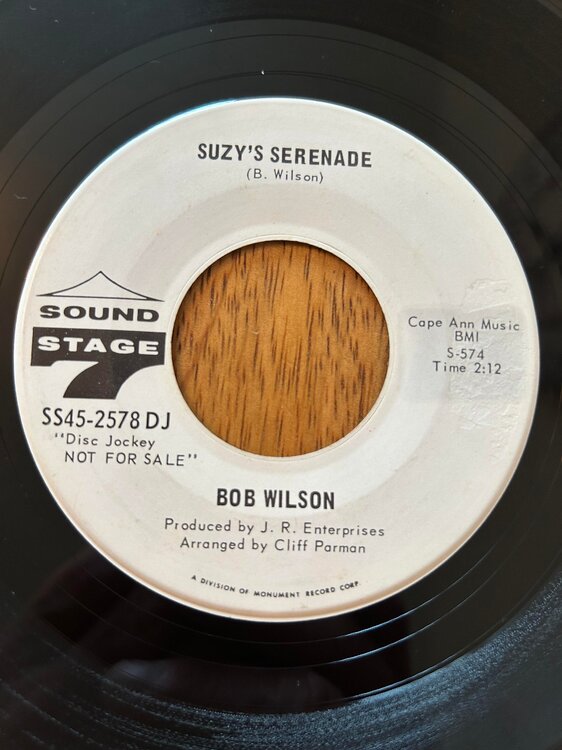 SUZY'S SERENADE
(B. Wilson)
SOUND
STAGE
7
SS45-2578 DJ
"Disc Jockey
NOT FOR SALE"
Cape Ann Music
BMI
S-574
Time 2:12
BOB WILSON
Produced by J. R. Enterprises
Arranged by Cliff Parman
A DIVISION OF MONUMENT RECORD CORP.